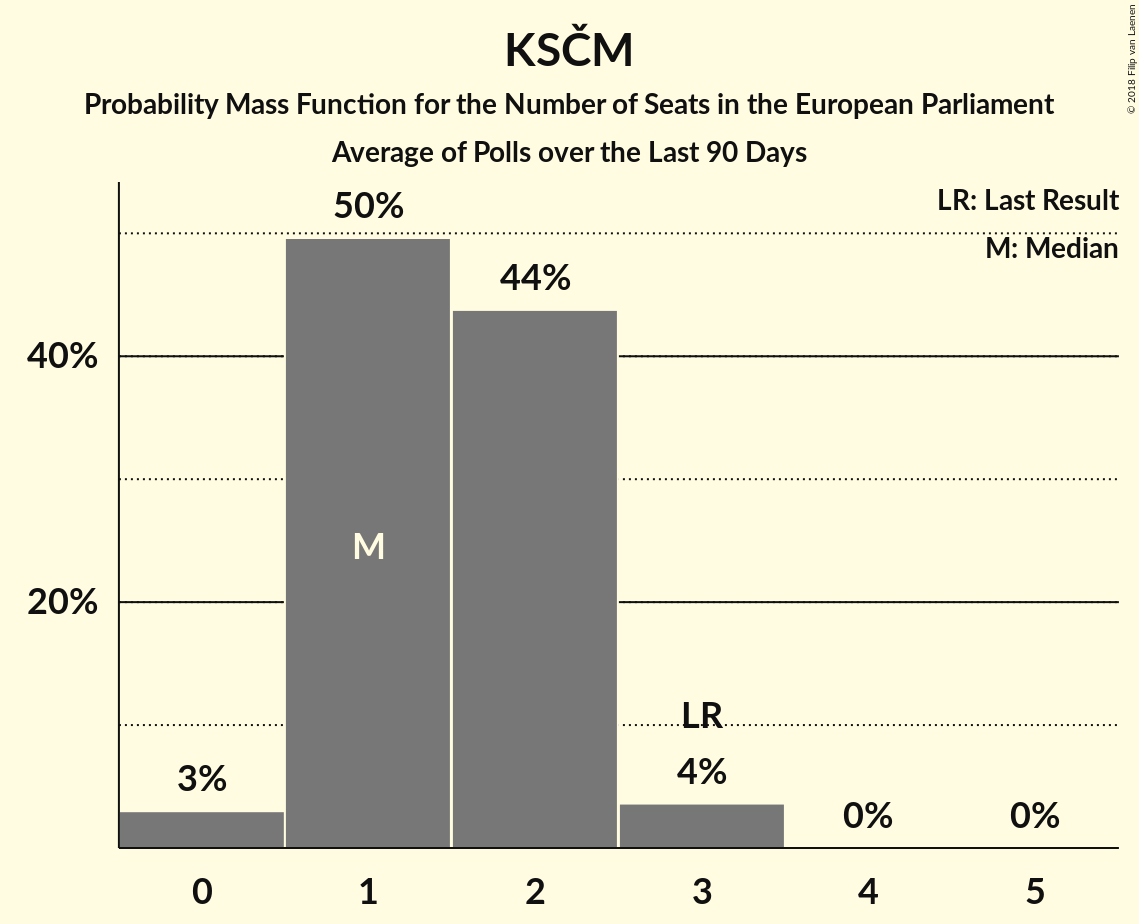 KSČM
Probability Mass Function for the Number of Seats in the European Parliament
Average of Polls over the Last 90 Days
© 2018 Filip van Laenen
LR: Last Result
M: Median
50%
44%
40%
M
20%
LR
3%
4%
0%
0%
0 1 2 3 4 5